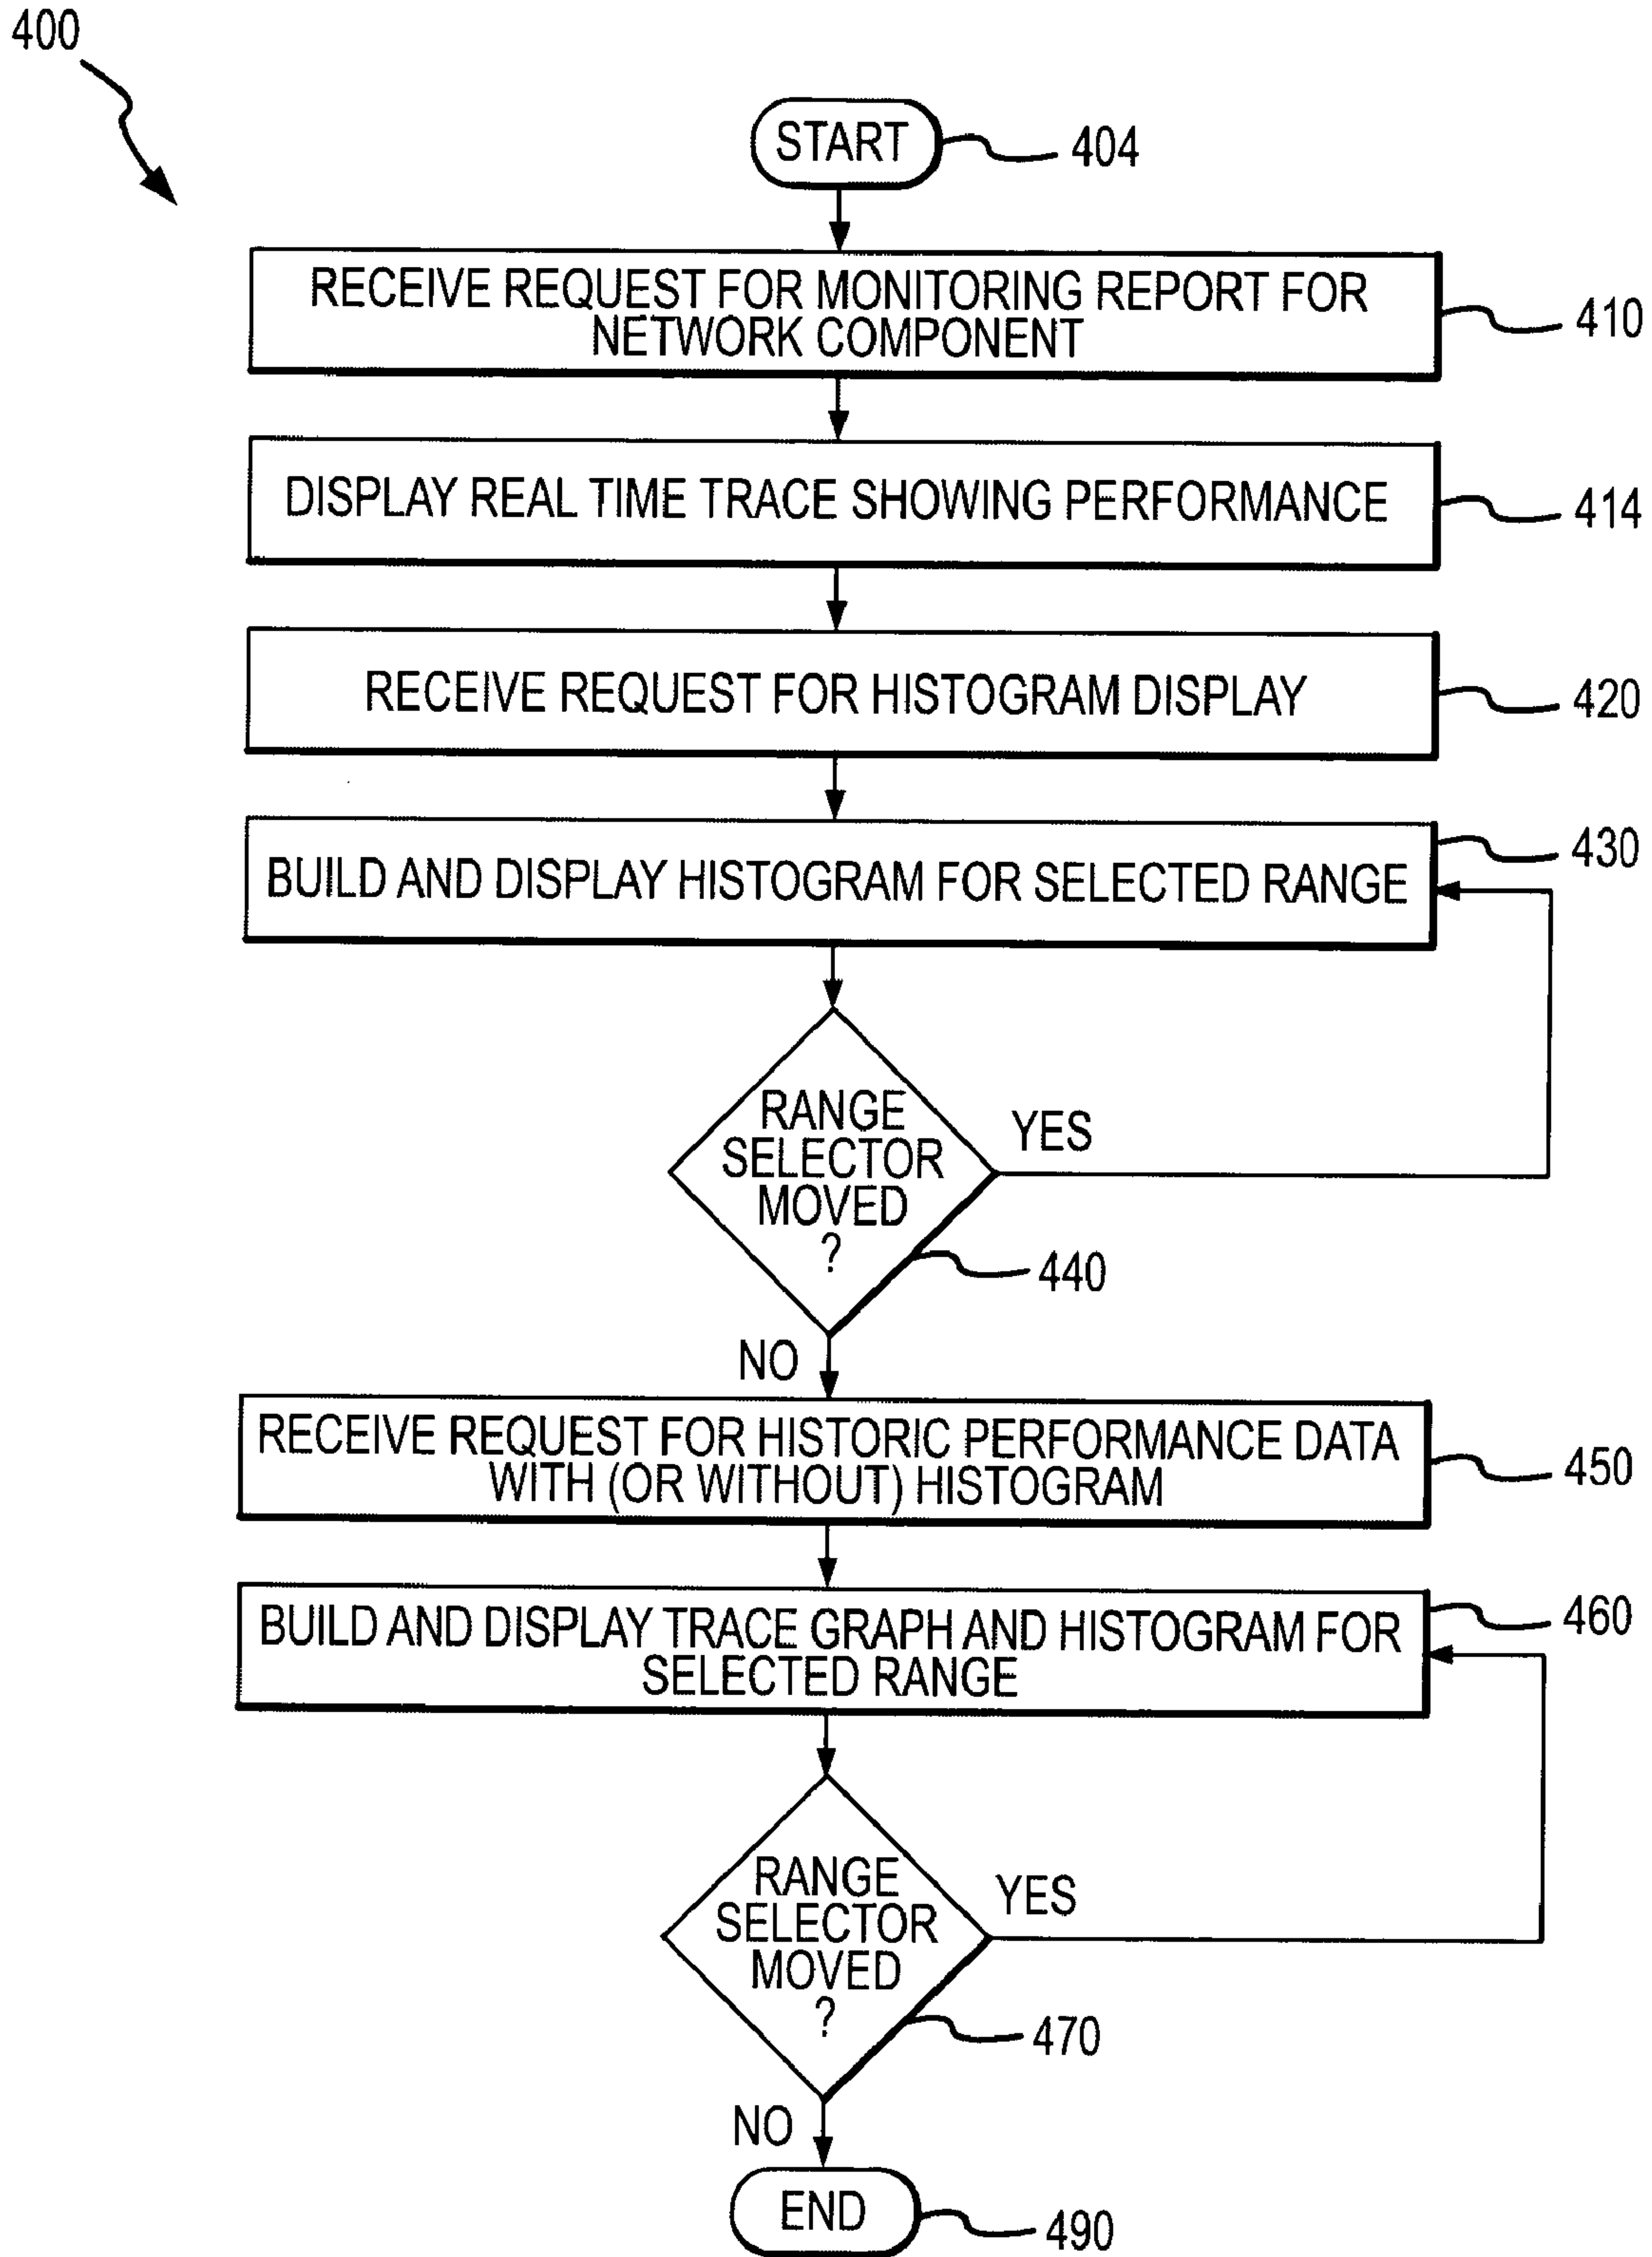 400
START
404
RECEIVE REQUEST FOR MONITORING REPORT FOR
NETWORK COMPONENT
410
DISPLAY REAL TIME TRACE SHOWING PERFORMANCE
414
RECEIVE REQUEST FOR HISTOGRAM DISPLAY
420
BUILD AND DISPLAY HISTOGRAM FOR SELECTED RANGE
430
RANGE
SELECTOR
MOVED
?
YES
440
NO
RECEIVE REQUEST FOR HISTORIC PERFORMANCE DATA
WITH (OR WITHOUT) HISTOGRAM
450
BUILD AND DISPLAY TRACE GRAPH AND HISTOGRAM FOR
SELECTED RANGE
460
RANGE
SELECTOR
MOVED
?
YES
470
NO
END
490